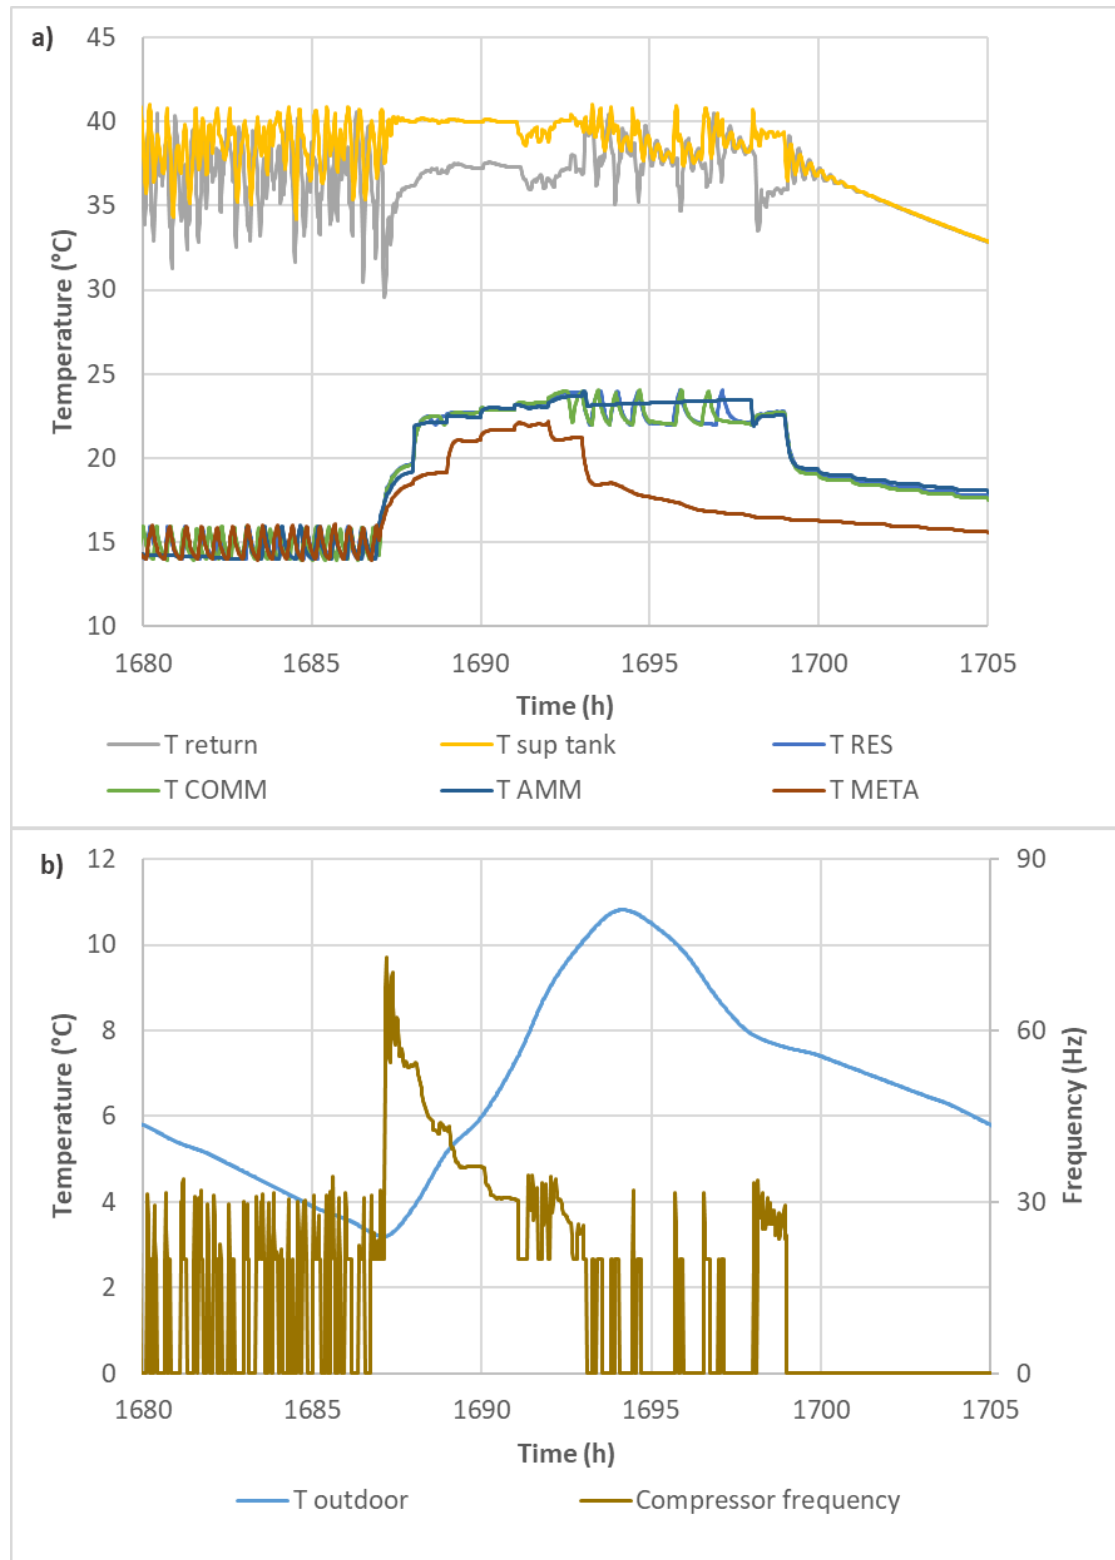 a)
45
40
35
30
25
20
15
10
Temperature (°C)
1680 1685 1690 1695 1700 1705
Time (h)
T return T sup tank T RES
T COMM T AMM T META
b)
12
10
8
6
4
2
0
Temperature (°C)
90
60
30
0
Frequency (Hz)
1680 1685 1690 1695 1700 1705
Time (h)
T outdoor Compressor frequency